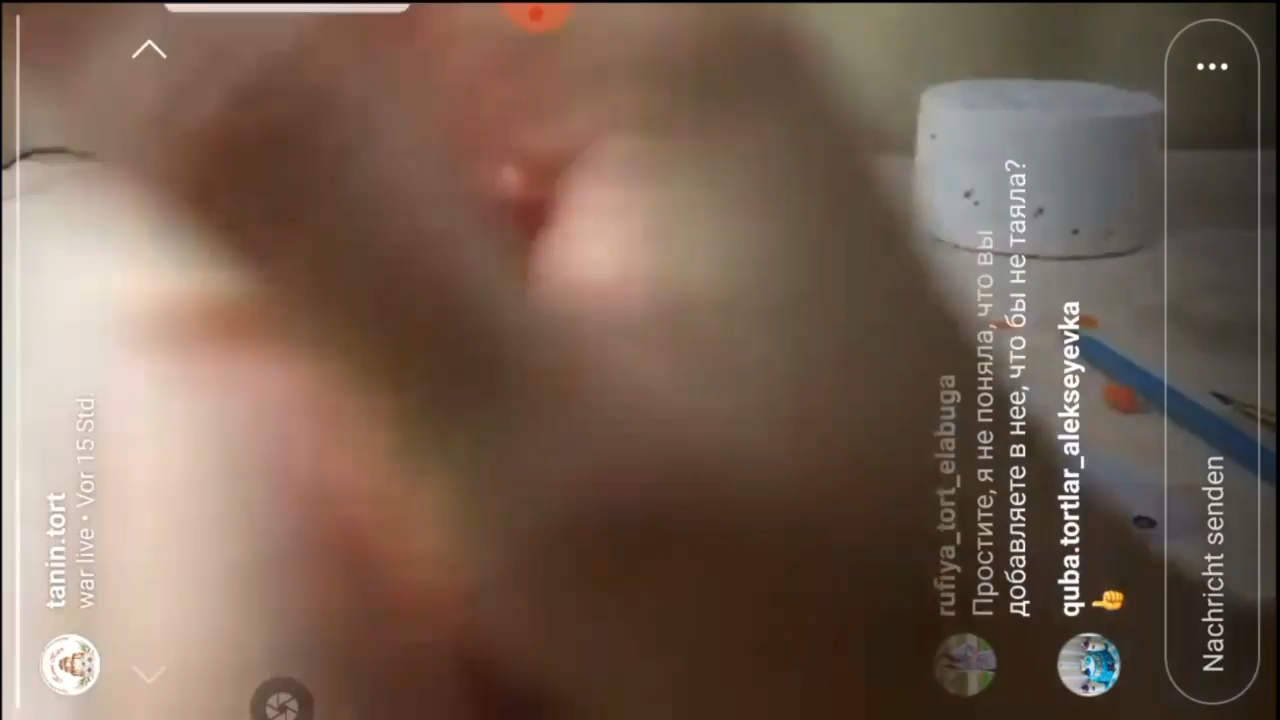 tanin.tort
war live • Vor 15 Std.
rufiya_tort_elabuga
Простите, я не поняла, что вы
добавляете в нее, что бы не таяла?
quba.tortlar_alekseyevka
👍
Nachricht senden